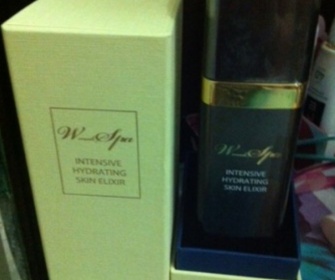 W_Spa
INTENSIVE
HYDRATING
SKIN ELIXIR
W_Spa
INTENSIVE
HYDRATING
SKIN ELIXIR